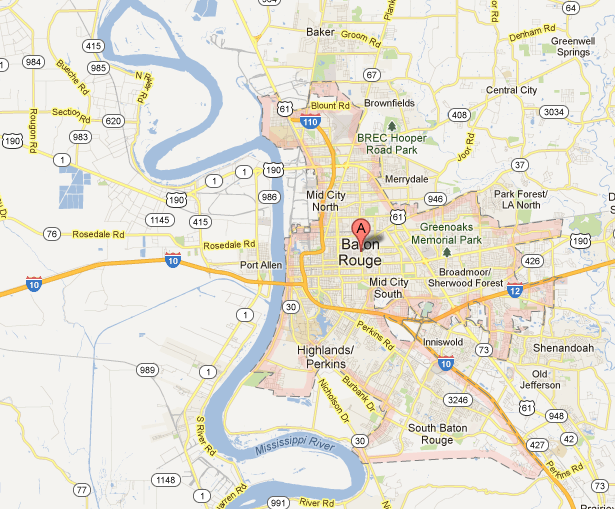 Baker
Groom Rd
Plank
64
Denham Rd
Greenwell
Springs
415
984
985
Bueche Rd
N River Rd
67
Central City
61
Blount Rd
Brownfields
Rougon Rd
Section Rd
190
983
620
110
408
3034
BREC Hooper
Road Park
Joor Rd
1
1
1
190
190
37
Merrydale
986
Mid City
North
946
Park Forest/
LA North
1145
415
61
A
Greenoaks
Memorial Park
76
Rosedale Rd
Rosedale Rd
Baton
Rouge
190
426
10
10
Port Allen
Broadmoor/
Sherwood Forest
Mid City
South
12
30
1
Perkins Rd
Inniswold
73
Shenandoah
Highlands/
Perkins
10
989
1
Old
Jefferson
Burbank Dr
Nicholson Dr
3246
61
948
S River Rd
South Baton
Rouge
42
427
30
Mississippi River
Perkins Rd
1148
77
1
73
991
River Rd